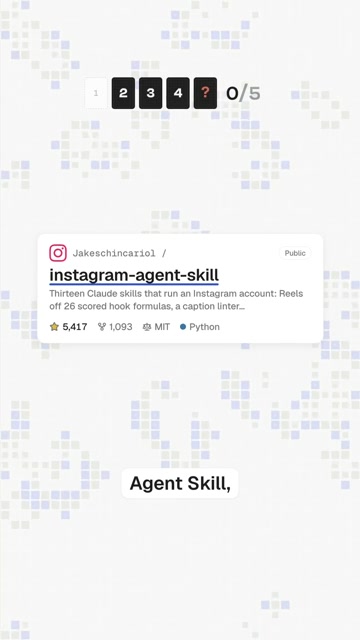 1 2 3 4 ? 0/5
Jakeschincariol / Public
instagram-agent-skill
Thirteen Claude skills that run an Instagram account: Reels
off 26 scored hook formulas, a caption linter...
5,417 1,093 MIT Python
Agent Skill,